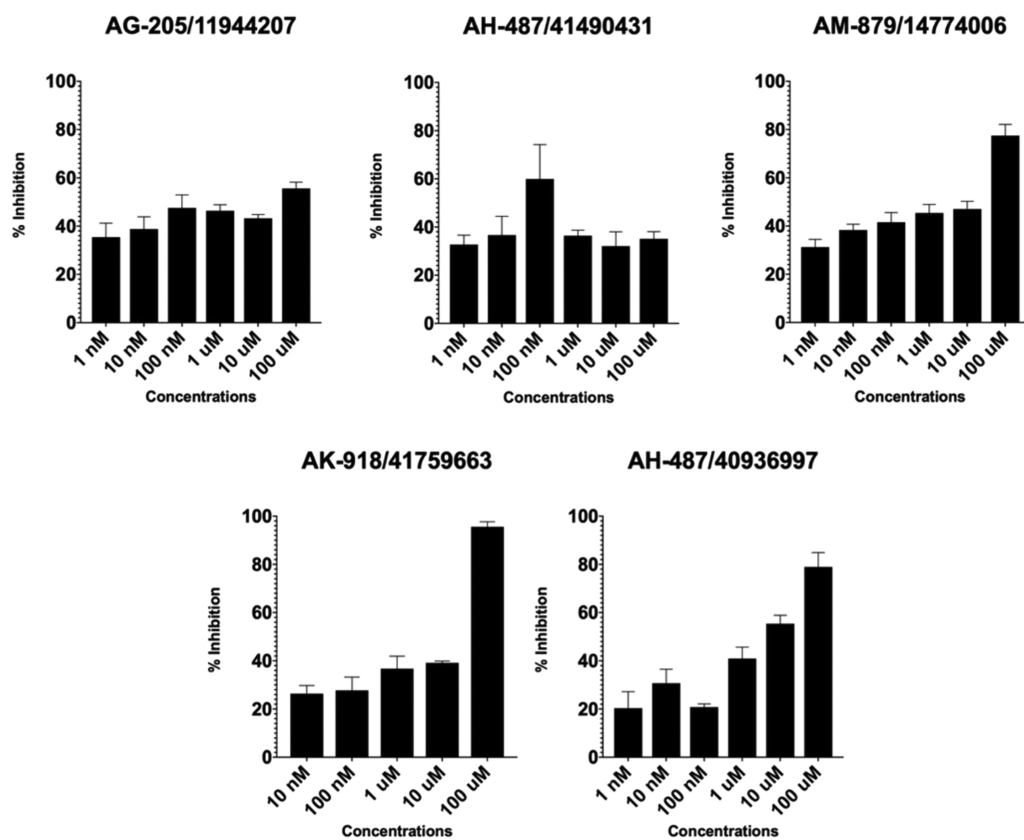 AG-205/11944207
AH-487/41490431
AM-879/14774006
% Inhibition
100
80
60
40
20
0
1 nM
10 nM
100 nM
1 uM
10 uM
100 uM
Concentrations
% Inhibition
100
80
60
40
20
0
1 nM
10 nM
100 nM
1 uM
10 uM
100 uM
Concentrations
% Inhibition
100
80
60
40
20
0
1 nM
10 nM
100 nM
1 uM
10 uM
100 uM
Concentrations
AK-918/41759663
AH-487/40936997
% Inhibition
100
80
60
40
20
0
10 nM
100 nM
1 uM
10 uM
100 uM
Concentrations
% Inhibition
100
80
60
40
20
0
1 nM
10 nM
100 nM
1 uM
10 uM
100 uM
Concentrations